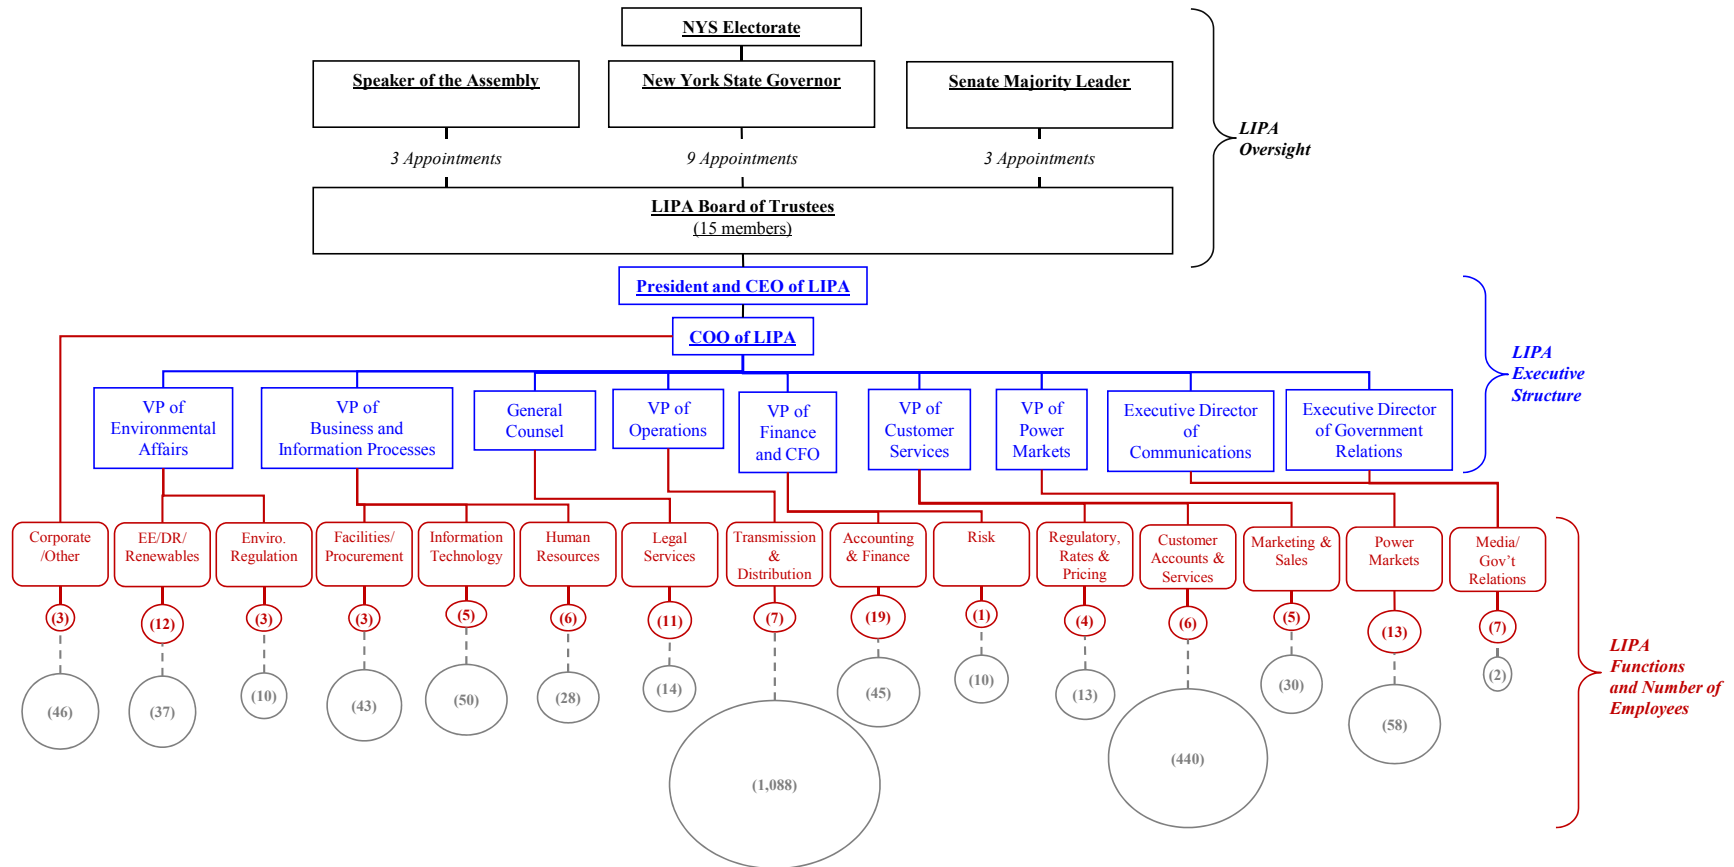 NYS Electorate
Speaker of the Assembly
New York State Governor
Senate Majority Leader
3 Appointments
9 Appointments
3 Appointments
LIPA Board of Trustees
(15 members)
LIPA
Oversight
President and CEO of LIPA
COO of LIPA
LIPA
Executive
Structure
VP of
Environmental
Affairs
VP of
Business and
Information Processes
General
Counsel
VP of
Operations
VP of
Finance
and CFO
VP of
Customer
Services
VP of
Power
Markets
Executive Director
of
Communications
Executive Director
of Government
Relations
Corporate
/Other
EE/DR/
Renewables
Enviro.
Regulation
Facilities/
Procurement
Information
Technology
Human
Resources
Legal
Services
Transmission
&
Distribution
Accounting
& Finance
Risk
Regulatory,
Rates &
Pricing
Customer
Accounts &
Services
Marketing &
Sales
Power
Markets
Media/
Gov't
Relations
(3)
(12)
(3)
(3)
(5)
(6)
(11)
(7)
(19)
(1)
(4)
(6)
(5)
(13)
(7)
(46)
(37)
(10)
(43)
(50)
(28)
(14)
(1,088)
(45)
(10)
(13)
(440)
(30)
(58)
(2)
LIPA
Functions
and Number of
Employees